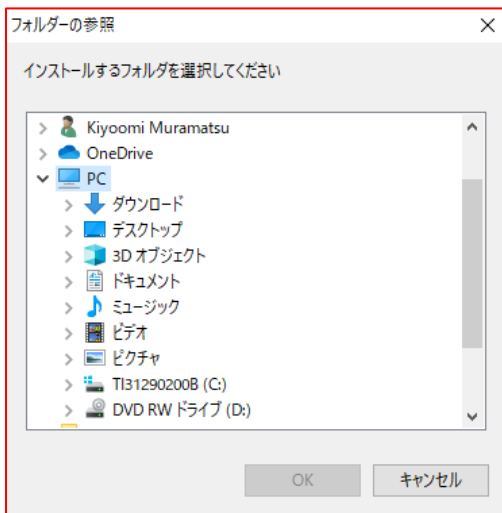 フォルダーの参照
インストールするフォルダを選択してください
Kiyoomi Muramatsu
OneDrive
PC
ダウンロード
デスクトップ
3D オブジェクト
ドキュメント
ミュージック
ビデオ
ピクチャ
TI31290200B (C:)
DVD RW ドライブ (D:)
OK
キャンセル